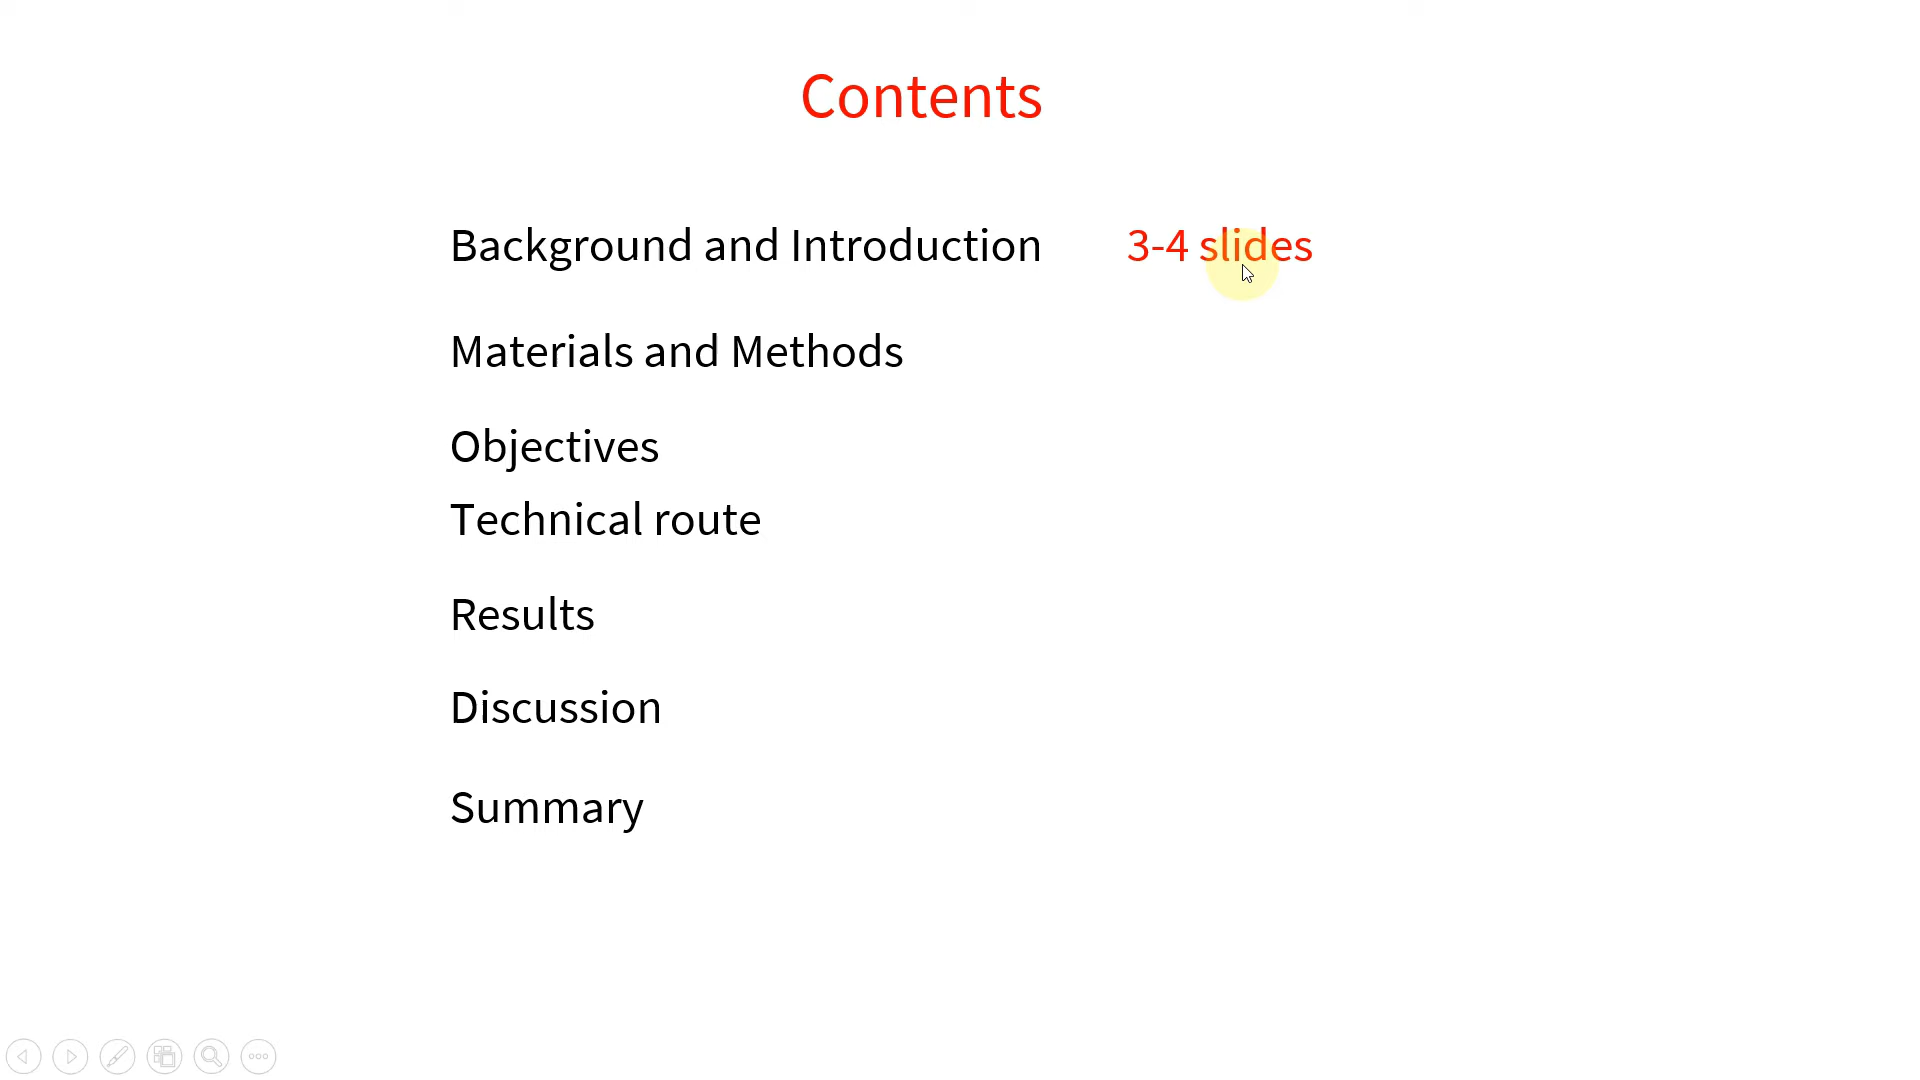 Contents
Background and Introduction 3-4 slides
Materials and Methods
Objectives
Technical route
Results
Discussion
Summary